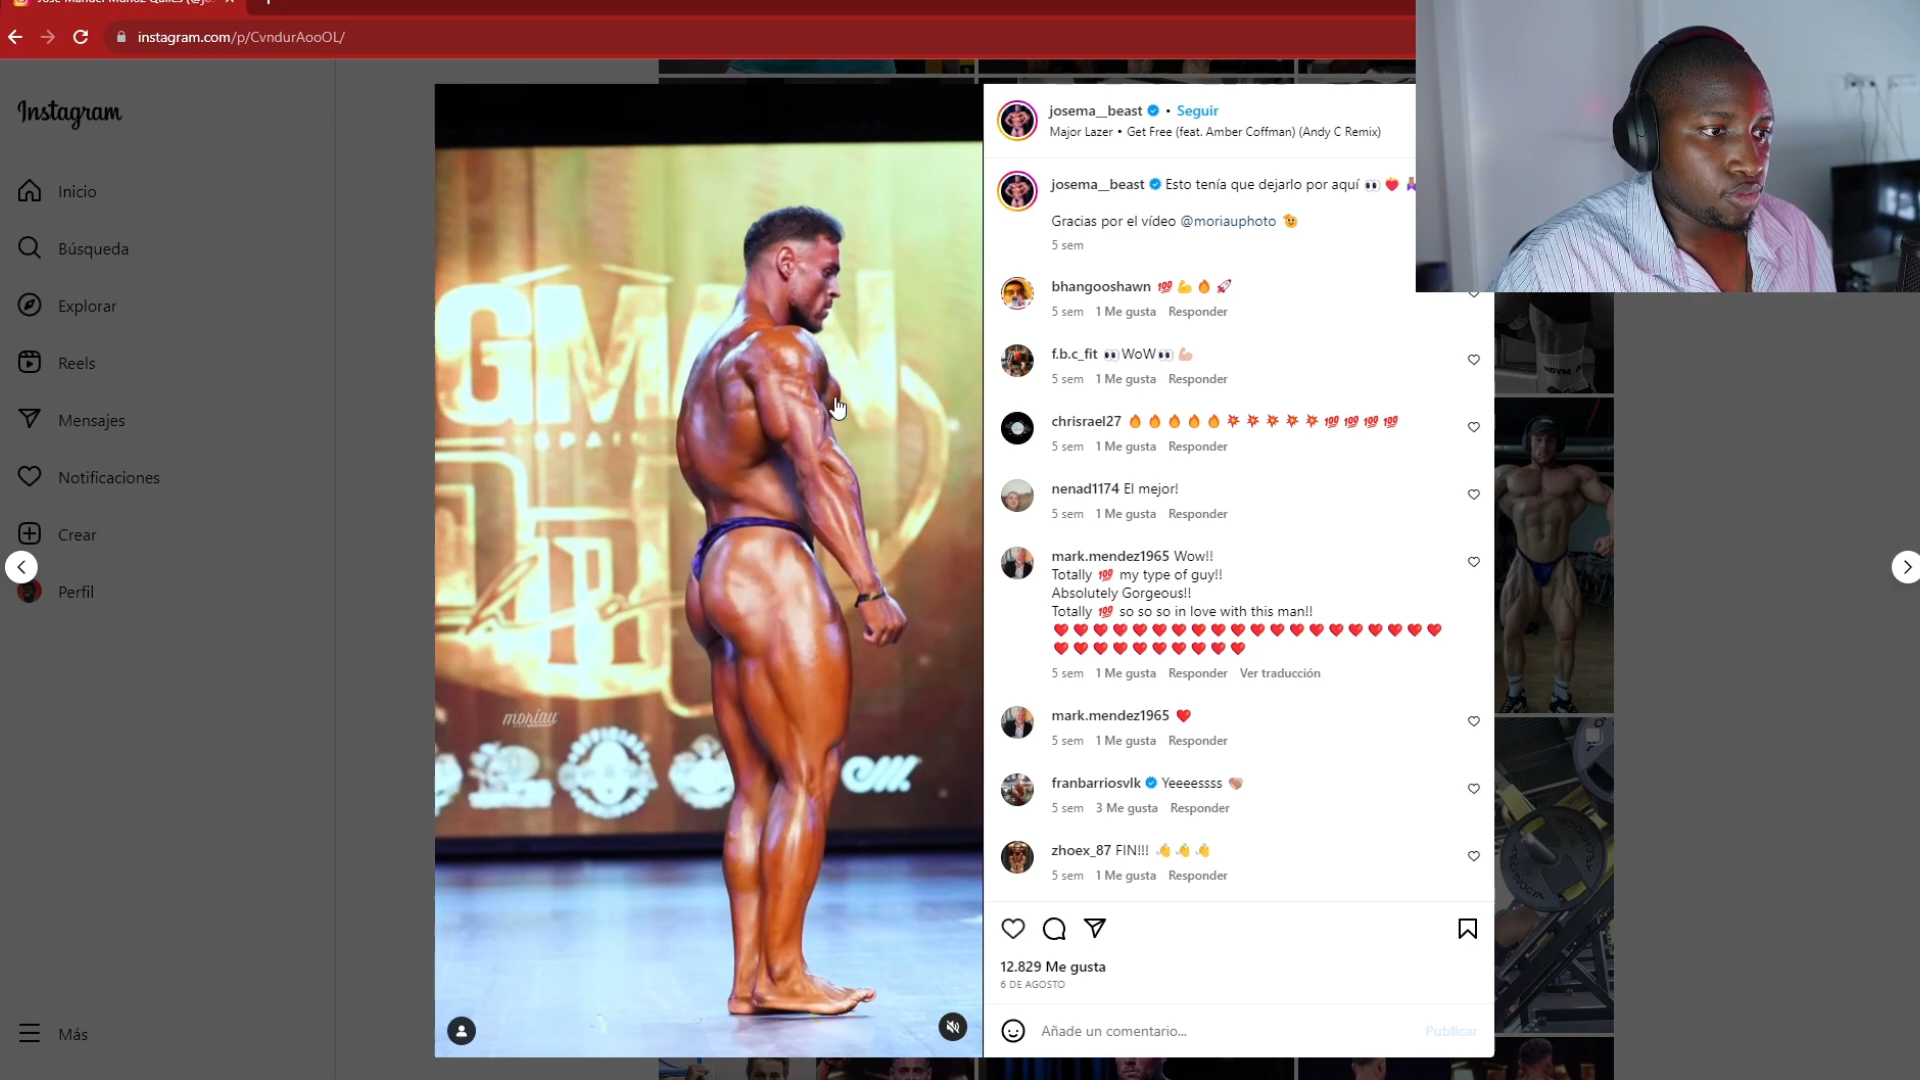 instagram.com/p/CvndurAooOL/
Instagram
Inicio
Búsqueda
Explorar
Reels
Mensajes
Notificaciones
Crear
Perfil
Más
moriau
josema__beast • Seguir
Major Lazer • Get Free (feat. Amber Coffman) (Andy C Remix)
josema__beast Esto tenía que dejarlo por aquí 👀 ❤️‍🔥
Gracias por el vídeo @moriauphoto 🫡
5 sem
bhangooshawn 💯 💪 🔥 🚀
5 sem 1 Me gusta Responder
f.b.c_fit 👀WoW👀 💪🏼
5 sem 1 Me gusta Responder
chrisrael27 🔥 🔥 🔥 🔥 🔥 💥 💥 💥 💥 💥 💯 💯 💯 💯
5 sem 1 Me gusta Responder
nenad1174 El mejor!
5 sem 1 Me gusta Responder
mark.mendez1965 Wow!!
Totally 💯 my type of guy!!
Absolutely Gorgeous!!
Totally 💯 so so so in love with this man!!
❤️ ❤️ ❤️ ❤️ ❤️ ❤️ ❤️ ❤️ ❤️ ❤️ ❤️ ❤️ ❤️ ❤️ ❤️ ❤️ ❤️ ❤️ ❤️ ❤️
❤️ ❤️ ❤️ ❤️ ❤️ ❤️ ❤️ ❤️ ❤️ ❤️
5 sem 1 Me gusta Responder Ver traducción
mark.mendez1965 ❤️
5 sem 1 Me gusta Responder
franbarriosvlk Yeeeessss
5 sem 3 Me gusta Responder
zhoex_87 FIN!!! 👏 👏 👏
5 sem 1 Me gusta Responder
12.829 Me gusta
6 DE AGOSTO
Añade un comentario...
Publicar